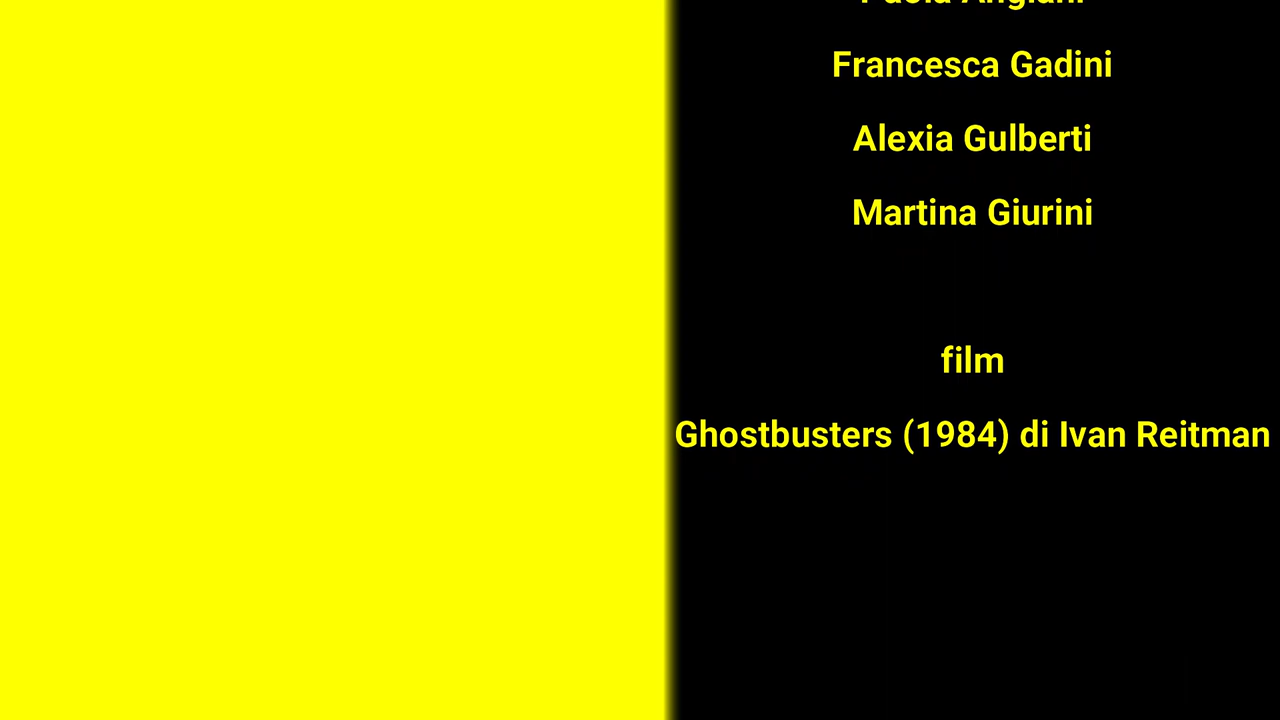 Francesca Gadini
Alexia Gulberti
Martina Giurini
film
Ghostbusters (1984) di Ivan Reitman